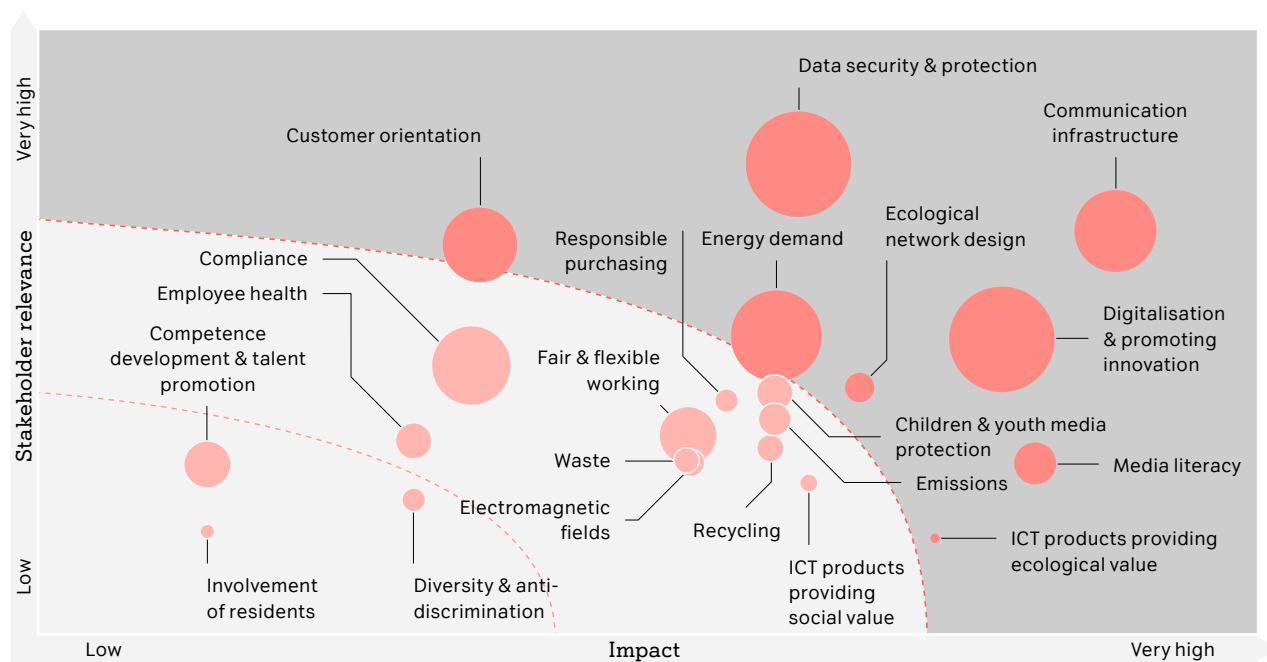 Data security & protection
Communication
infrastructure
Very high
Customer orientation
Ecological
network design
Responsible
purchasing
Energy demand
Compliance
Employee health
Stakeholder relevance
Competence
development & talent
promotion
Digitalisation
& promoting
innovation
Fair & flexible
working
Children & youth media
protection
Waste
Media literacy
Emissions
Electromagnetic
fields
Recycling
ICT products providing
ecological value
Low
Involvement
of residents
Diversity & anti-
discrimination
ICT products
providing
social value
Low
Impact
Very high